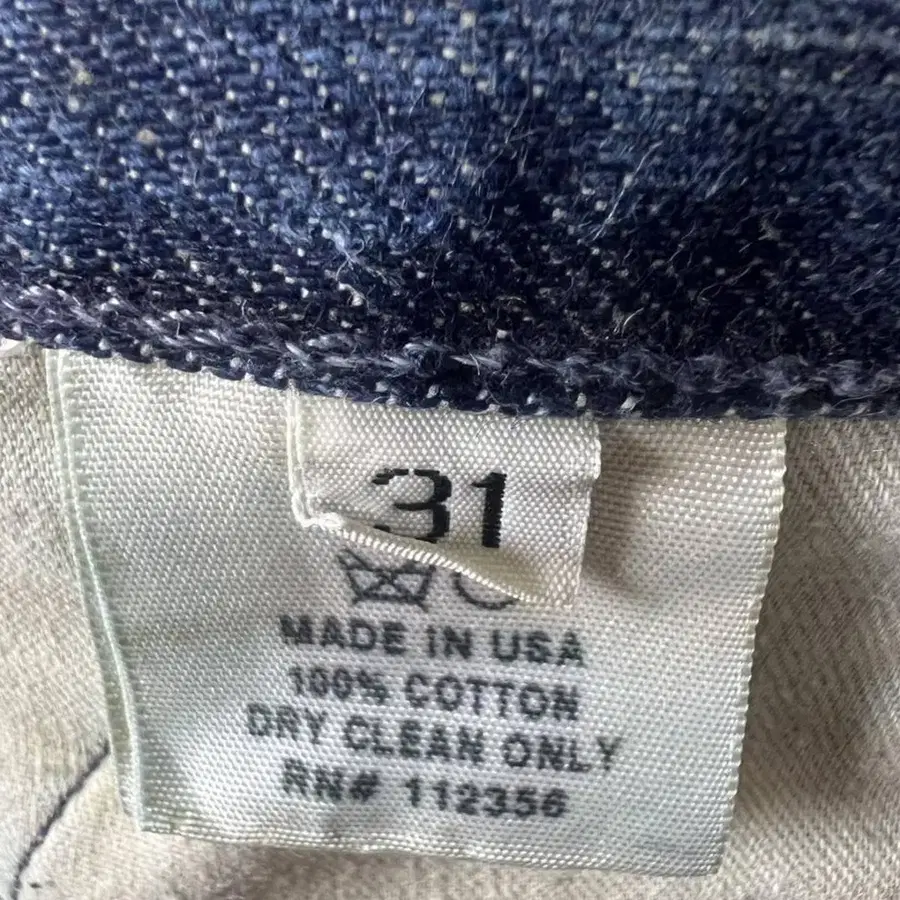 31
MADE IN USA
100% COTTON
DRY CLEAN ONLY
RN# 112356